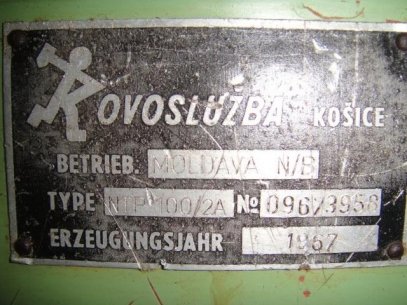 KOVOSLUŽBA KOŠICE
BETRIEB. MOLDAVA N/B
TYPE NTP 100/2A № 096/3958
ERZEUGUNGSJAHR 1967